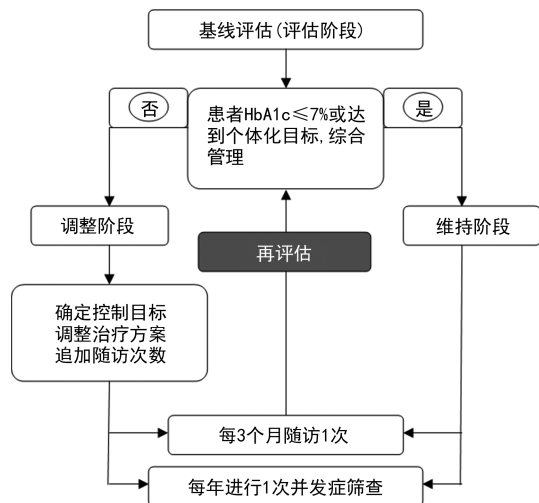 基线评估(评估阶段)
否
患者HbA1c≤7%或达
到个体化目标,综合
管理
是
调整阶段
再评估
维持阶段
确定控制目标
调整治疗方案
追加随访次数
每3个月随访1次
每年进行1次并发症筛查